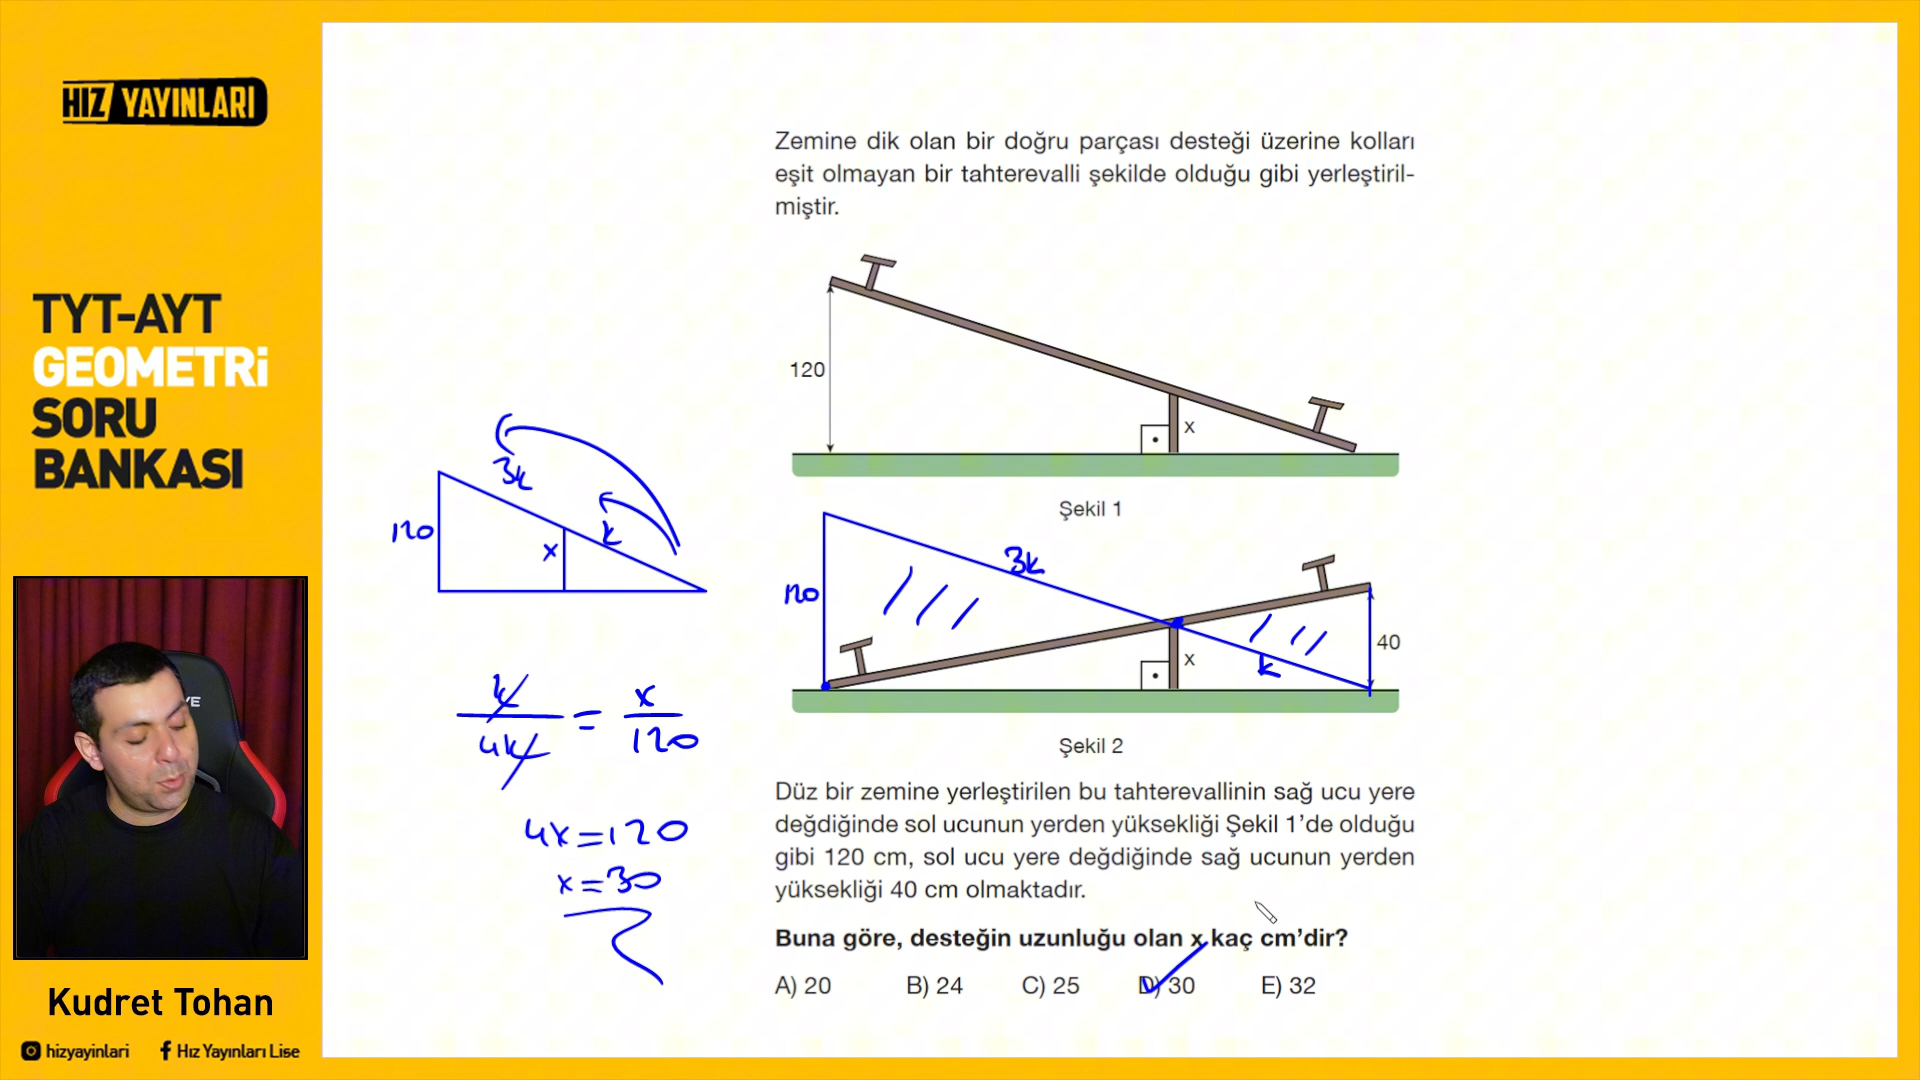 HIZ YAYINLARI
TYT-AYT
GEOMETRİ
SORU
BANKASI
Kudret Tohan
hizyayinlari
Hız Yayınları Lise
Zemine dik olan bir doğru parçası desteği üzerine kolları
eşit olmayan bir tahterevalli şekilde olduğu gibi yerleştiril-
miştir.
120
x
Şekil 1
3k
120
x
k
120
3k
x
k
40
Şekil 2
k/4k = x/120
4x=120
x=30
Düz bir zemine yerleştirilen bu tahterevallinin sağ ucu yere
değdiğinde sol ucunun yerden yüksekliği Şekil 1'de olduğu
gibi 120 cm, sol ucu yere değdiğinde sağ ucunun yerden
yüksekliği 40 cm olmaktadır.
Buna göre, desteğin uzunluğu olan x kaç cm'dir?
A) 20 B) 24 C) 25 D) 30 E) 32